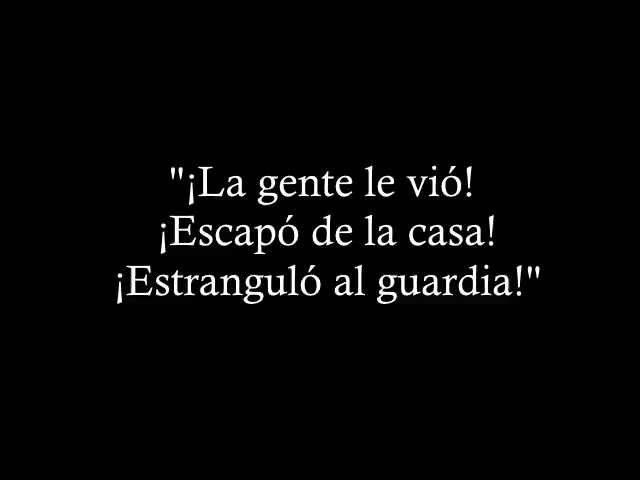 "¡La gente le vió!
¡Escapó de la casa!
¡Estranguló al guardia!"